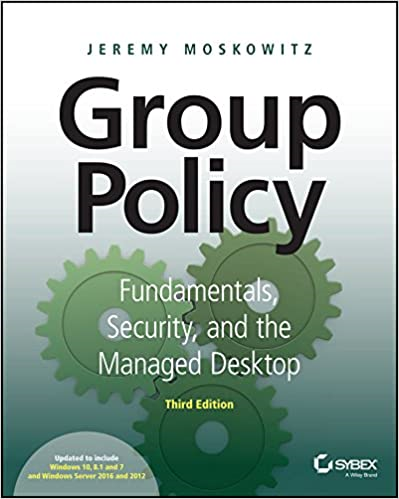 JEREMY MOSKOWITZ
Group
Policy
Fundamentals,
Security, and the
Managed Desktop
Third Edition
Updated to include
Windows 10, 8.1 and 7
and Windows Server 2016 and 2012
SYBEX
A Wiley Brand